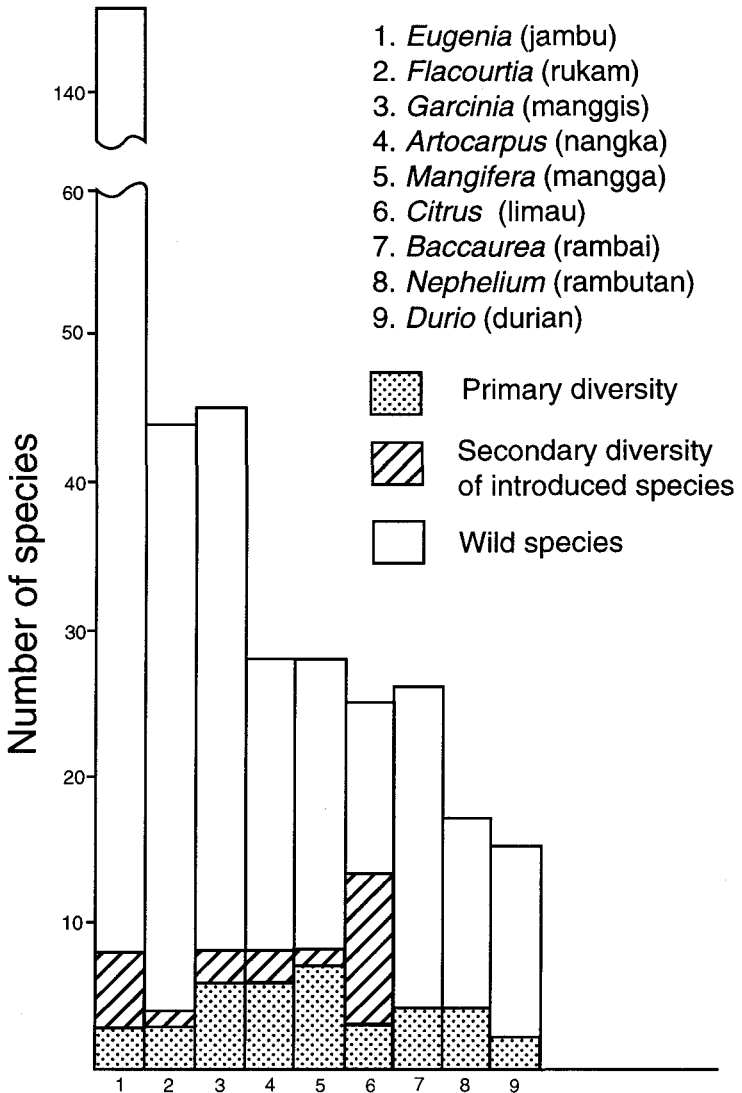 1. Eugenia (jambu)
2. Flacourtia (rukam)
3. Garcinia (manggis)
4. Artocarpus (nangka)
5. Mangifera (mangga)
6. Citrus (limau)
7. Baccaurea (rambai)
8. Nephelium (rambutan)
9. Durio (durian)
Primary diversity
Secondary diversity
of introduced species
Wild species
Number of species
140
60
50
40
30
20
10
1 2 3 4 5 6 7 8 9